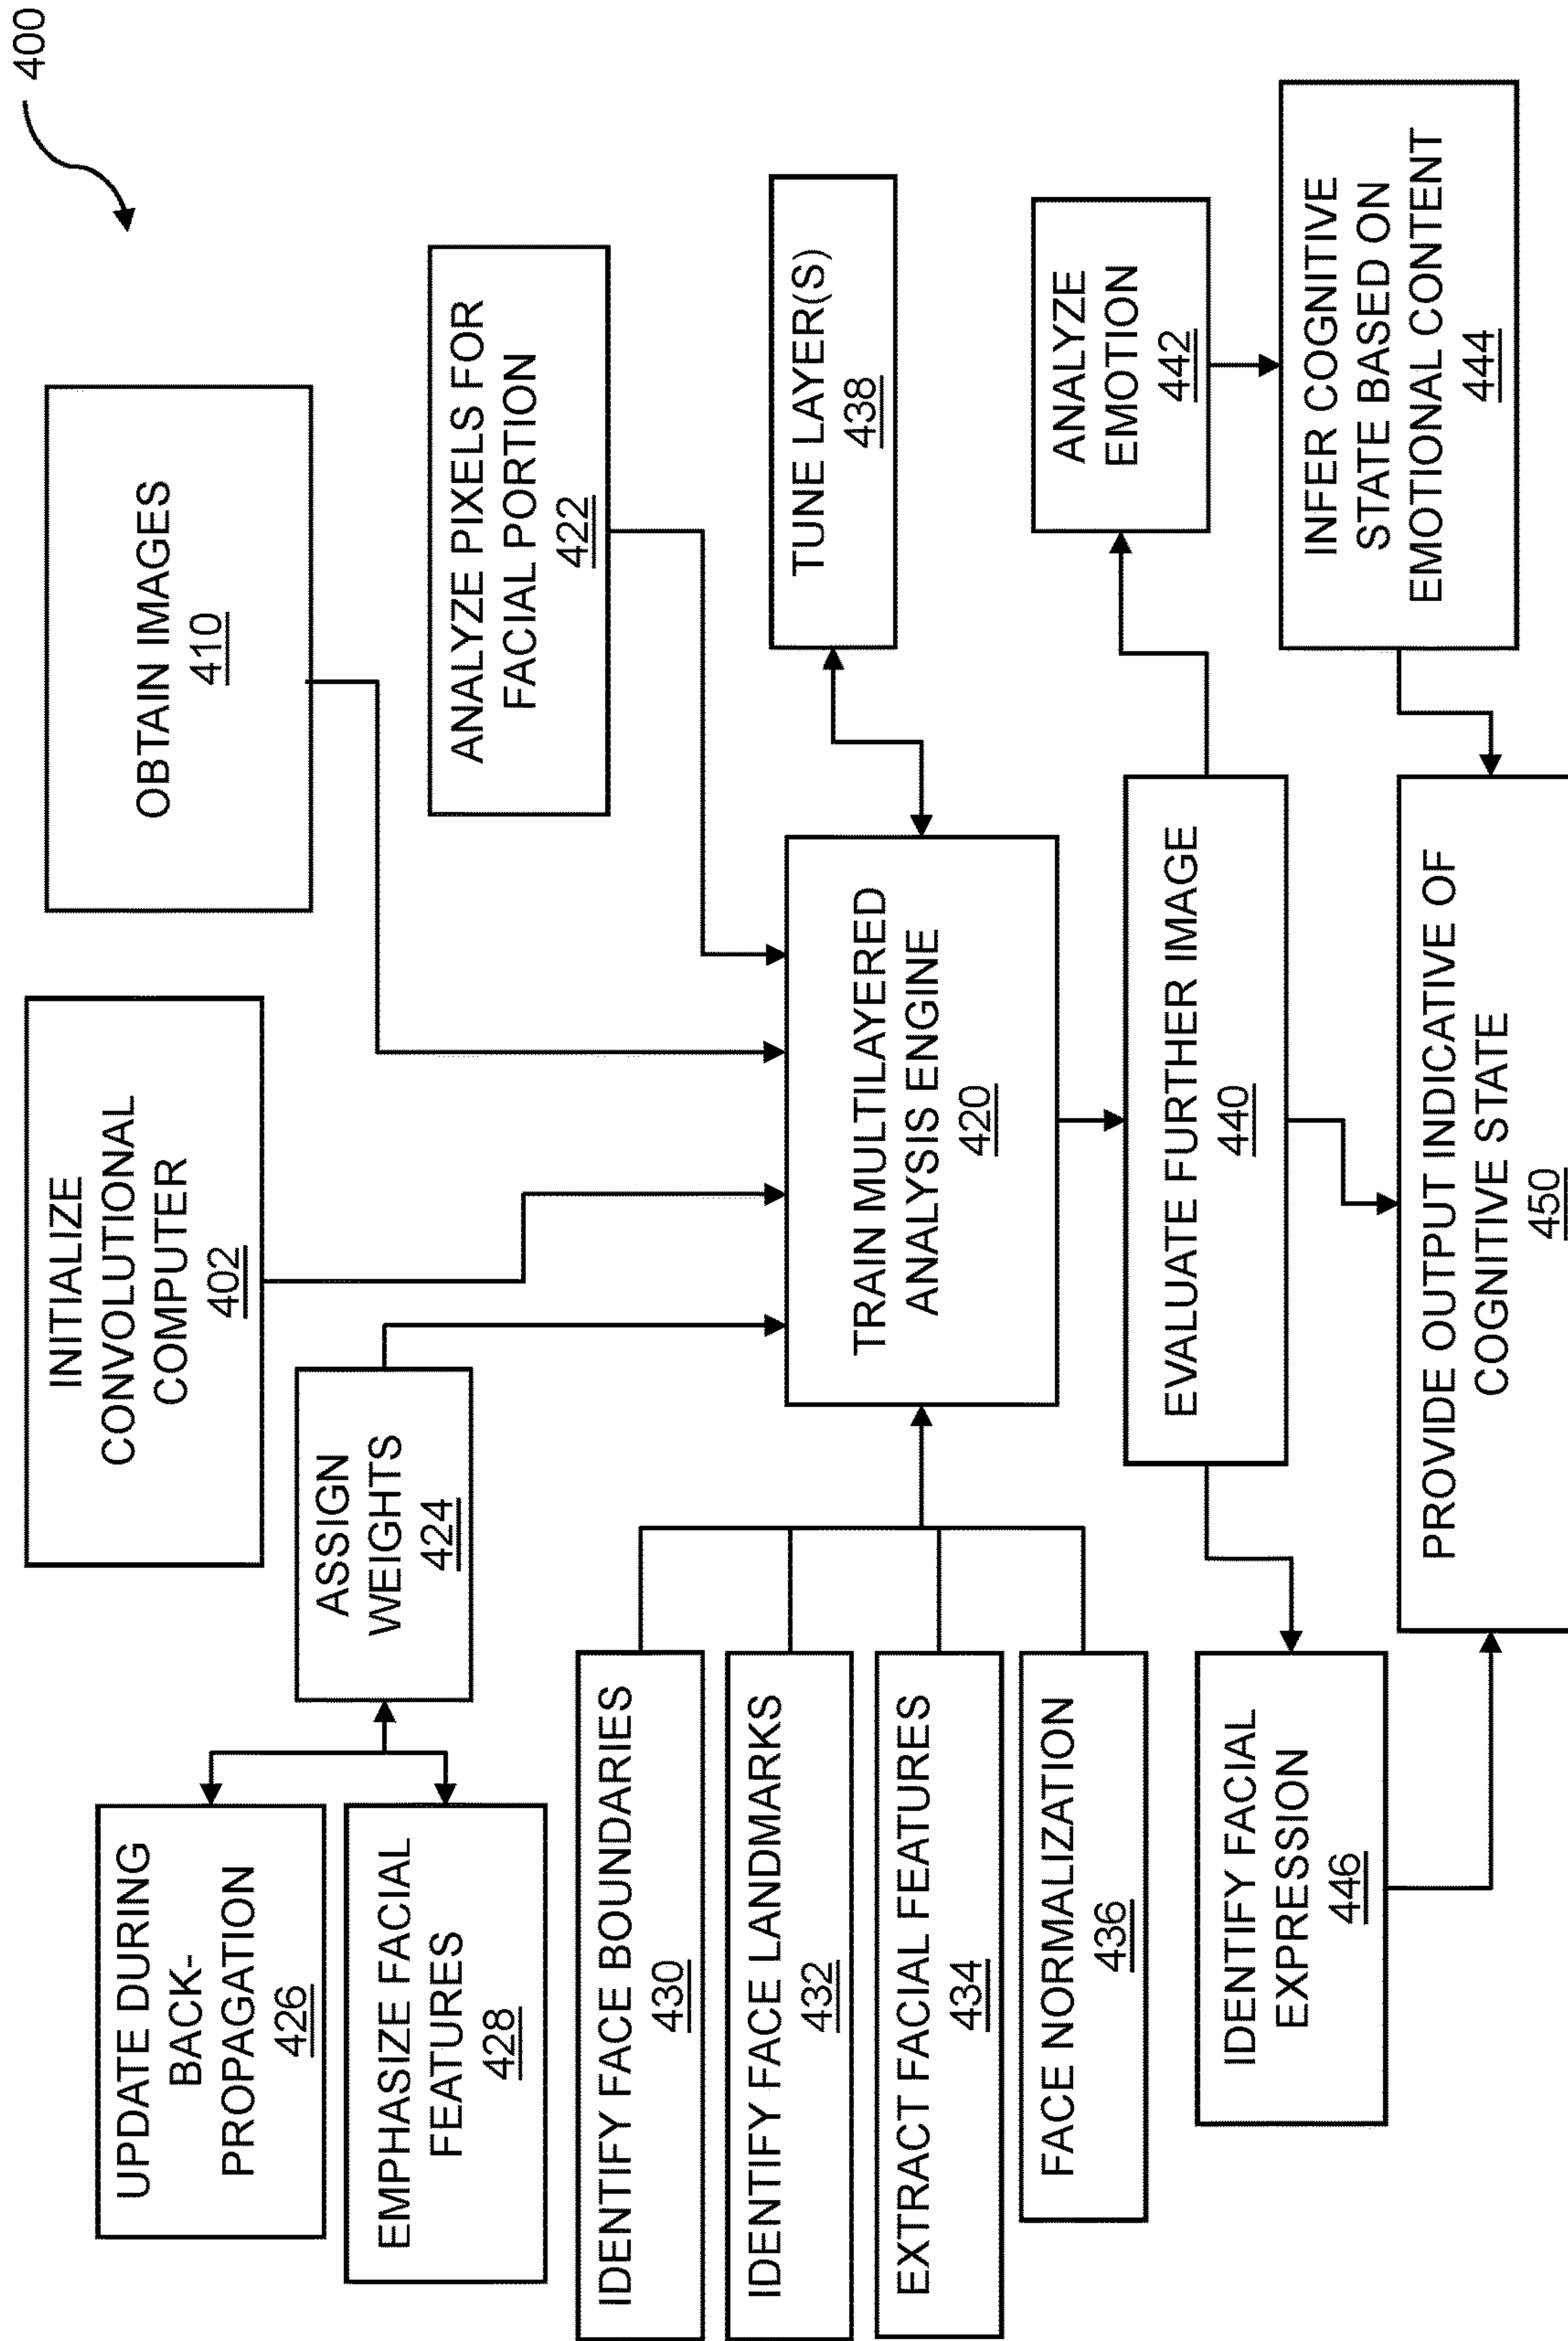 400
INITIALIZE
CONVOLUTIONAL
COMPUTER
402
OBTAIN IMAGES
410
UPDATE DURING
BACK-
PROPAGATION
426
ASSIGN
WEIGHTS
424
EMPHASIZE FACIAL
FEATURES
428
ANALYZE PIXELS FOR
FACIAL PORTION
422
IDENTIFY FACE BOUNDARIES
430
IDENTIFY FACE LANDMARKS
432
EXTRACT FACIAL FEATURES
434
FACE NORMALIZATION
436
TRAIN MULTILAYERED
ANALYSIS ENGINE
420
TUNE LAYER(S)
438
EVALUATE FURTHER IMAGE
440
ANALYZE
EMOTION
442
IDENTIFY FACIAL
EXPRESSION
446
INFER COGNITIVE
STATE BASED ON
EMOTIONAL CONTENT
444
PROVIDE OUTPUT INDICATIVE OF
COGNITIVE STATE
450